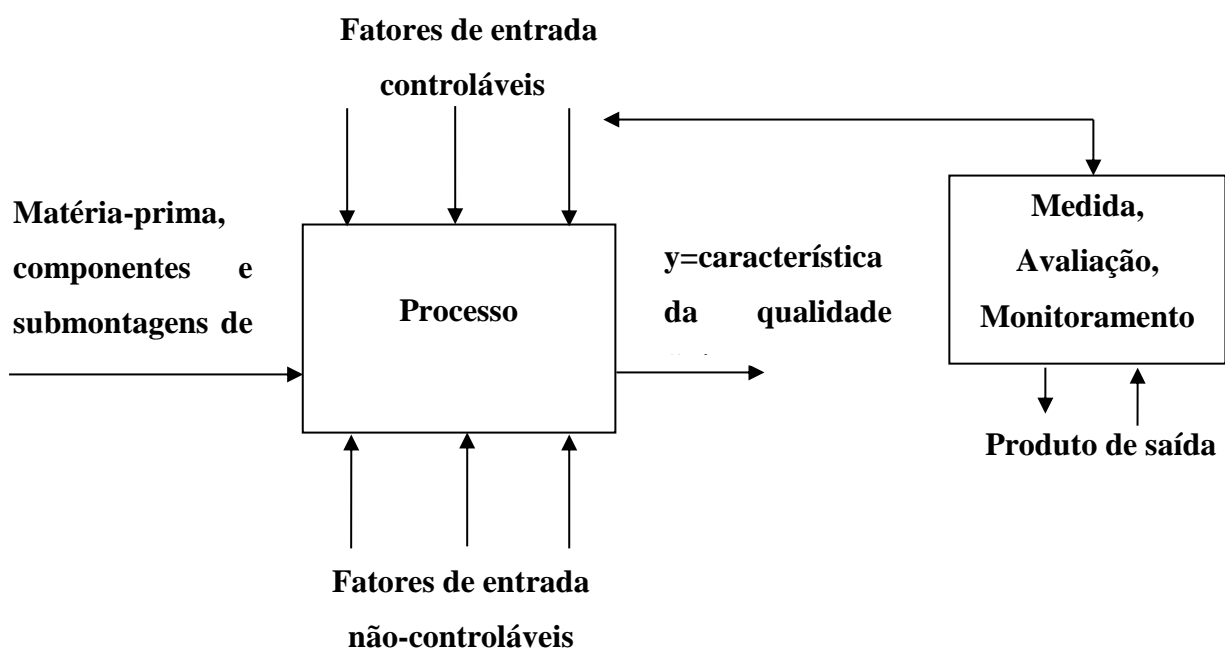 Fatores de entrada
controláveis
Matéria-prima,
componentes e
submontagens de
Processo
y=característica
da qualidade
Medida,
Avaliação,
Monitoramento
Produto de saída
Fatores de entrada
não-controláveis